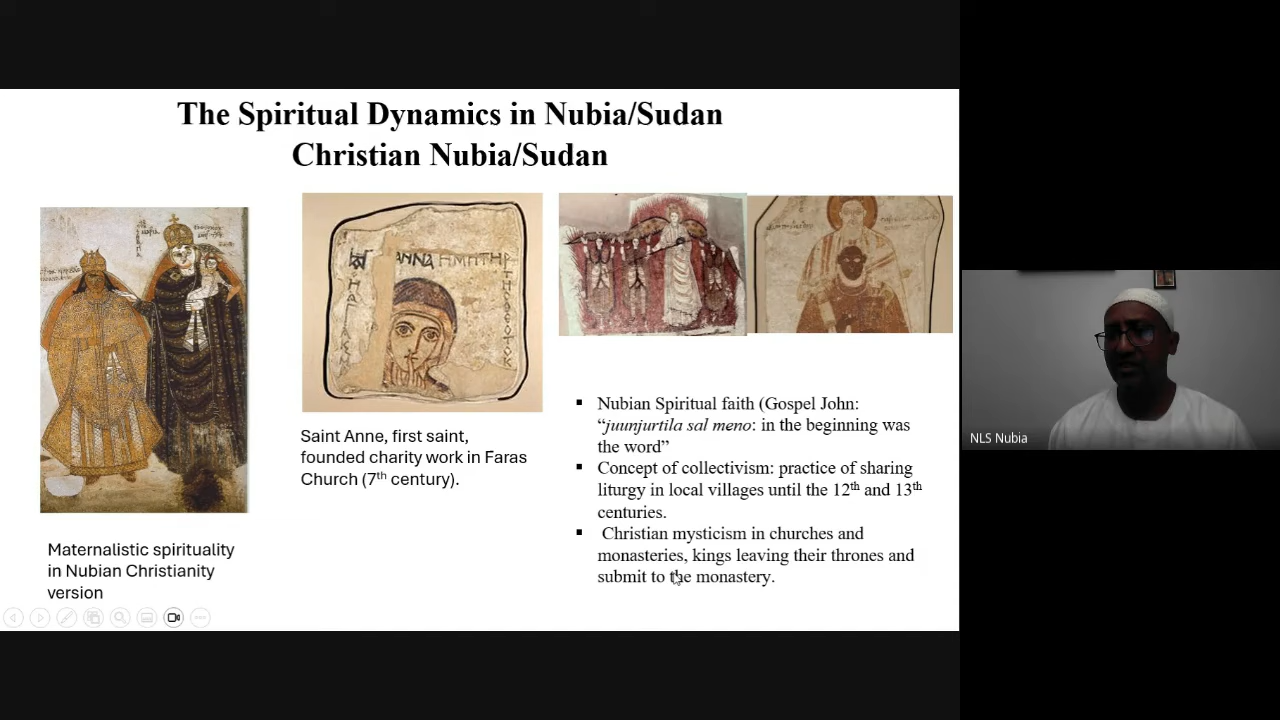 The Spiritual Dynamics in Nubia/Sudan
Christian Nubia/Sudan
ΑΝΝΑ ΗΜΗΤΗΡ
ΤΗСΘЄΟΤΟΚ
Saint Anne, first saint,
founded charity work in Faras
Church (7th century).
Maternalistic spirituality
in Nubian Christianity
version
▪ Nubian Spiritual faith (Gospel John:
“juunjurtila sal meno: in the beginning was
the word”
▪ Concept of collectivism: practice of sharing
liturgy in local villages until the 12th and 13th
centuries.
▪ Christian mysticism in churches and
monasteries, kings leaving their thrones and
submit to the monastery.
NLS Nubia